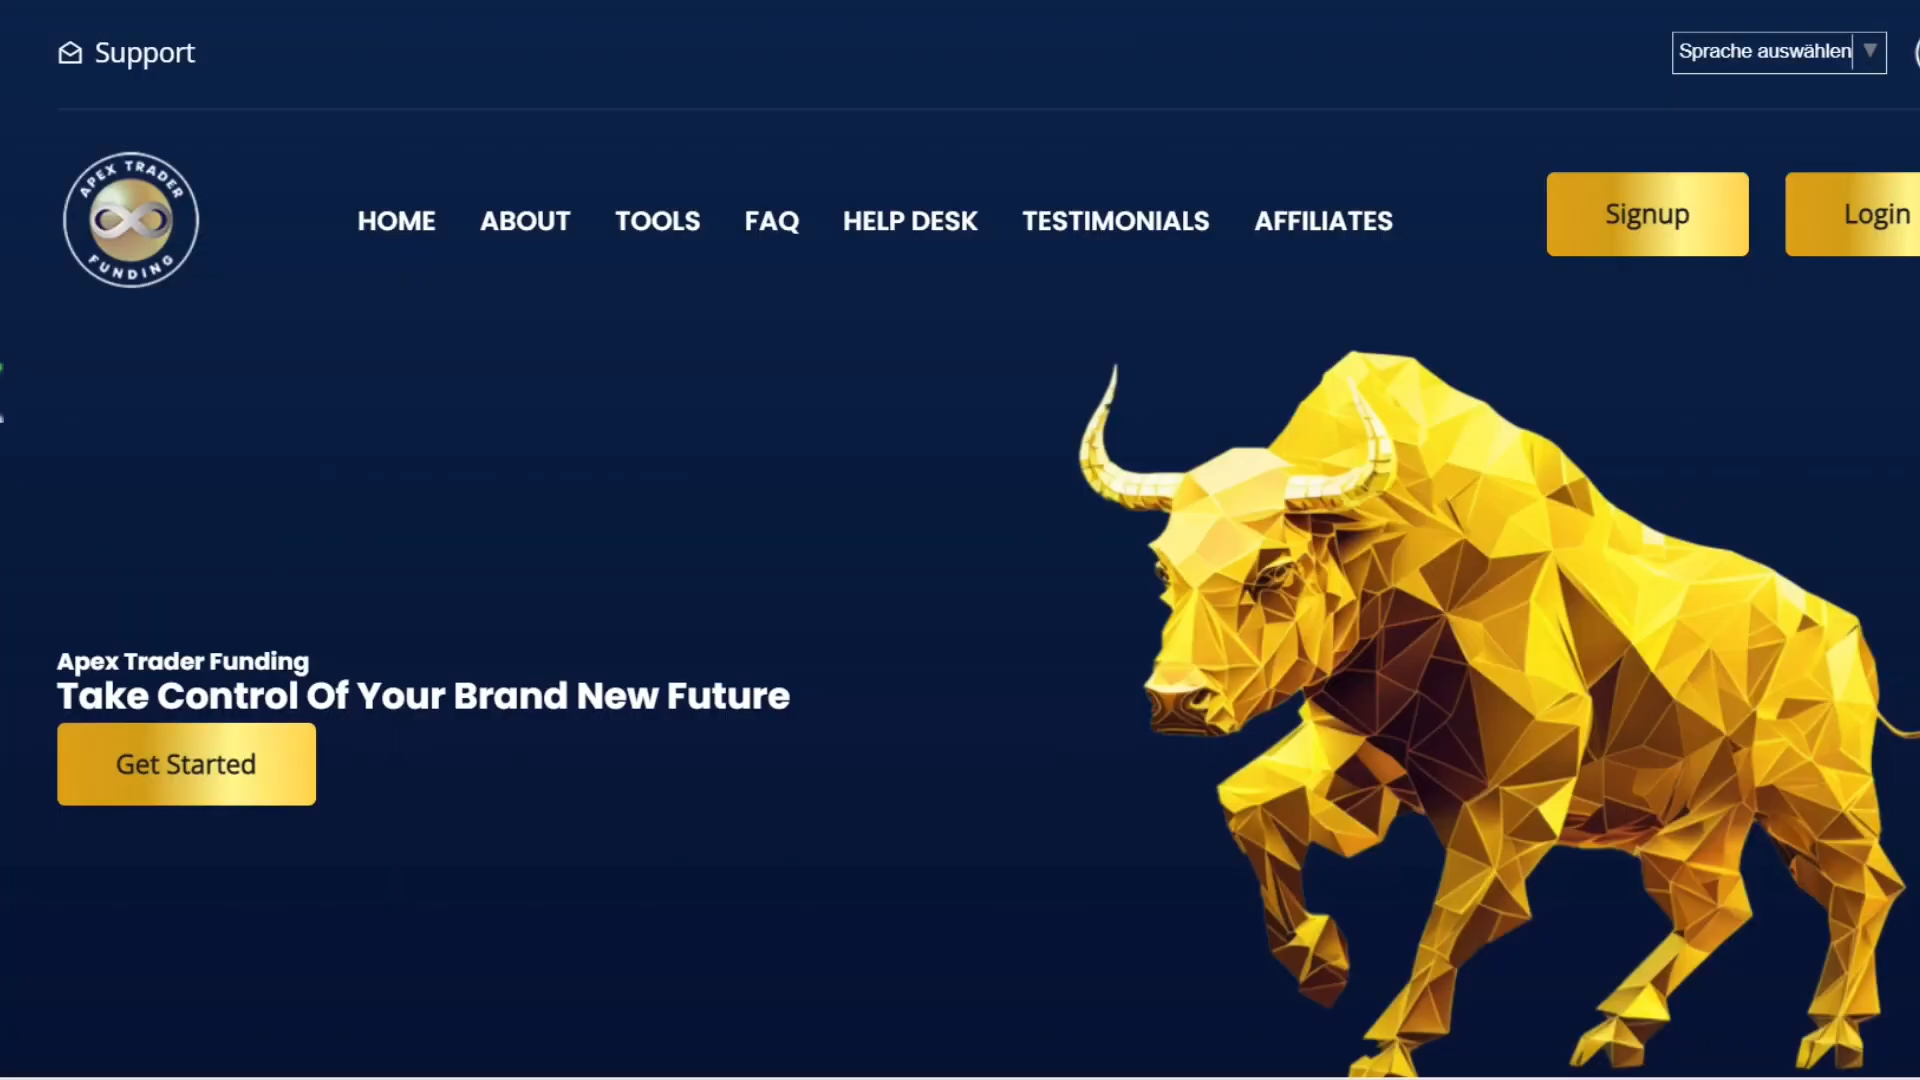 Support
Sprache auswählen ▼
APEX TRADER
FUNDING
HOME ABOUT TOOLS FAQ HELP DESK TESTIMONIALS AFFILIATES
Signup
Login
Apex Trader Funding
Take Control Of Your Brand New Future
Get Started